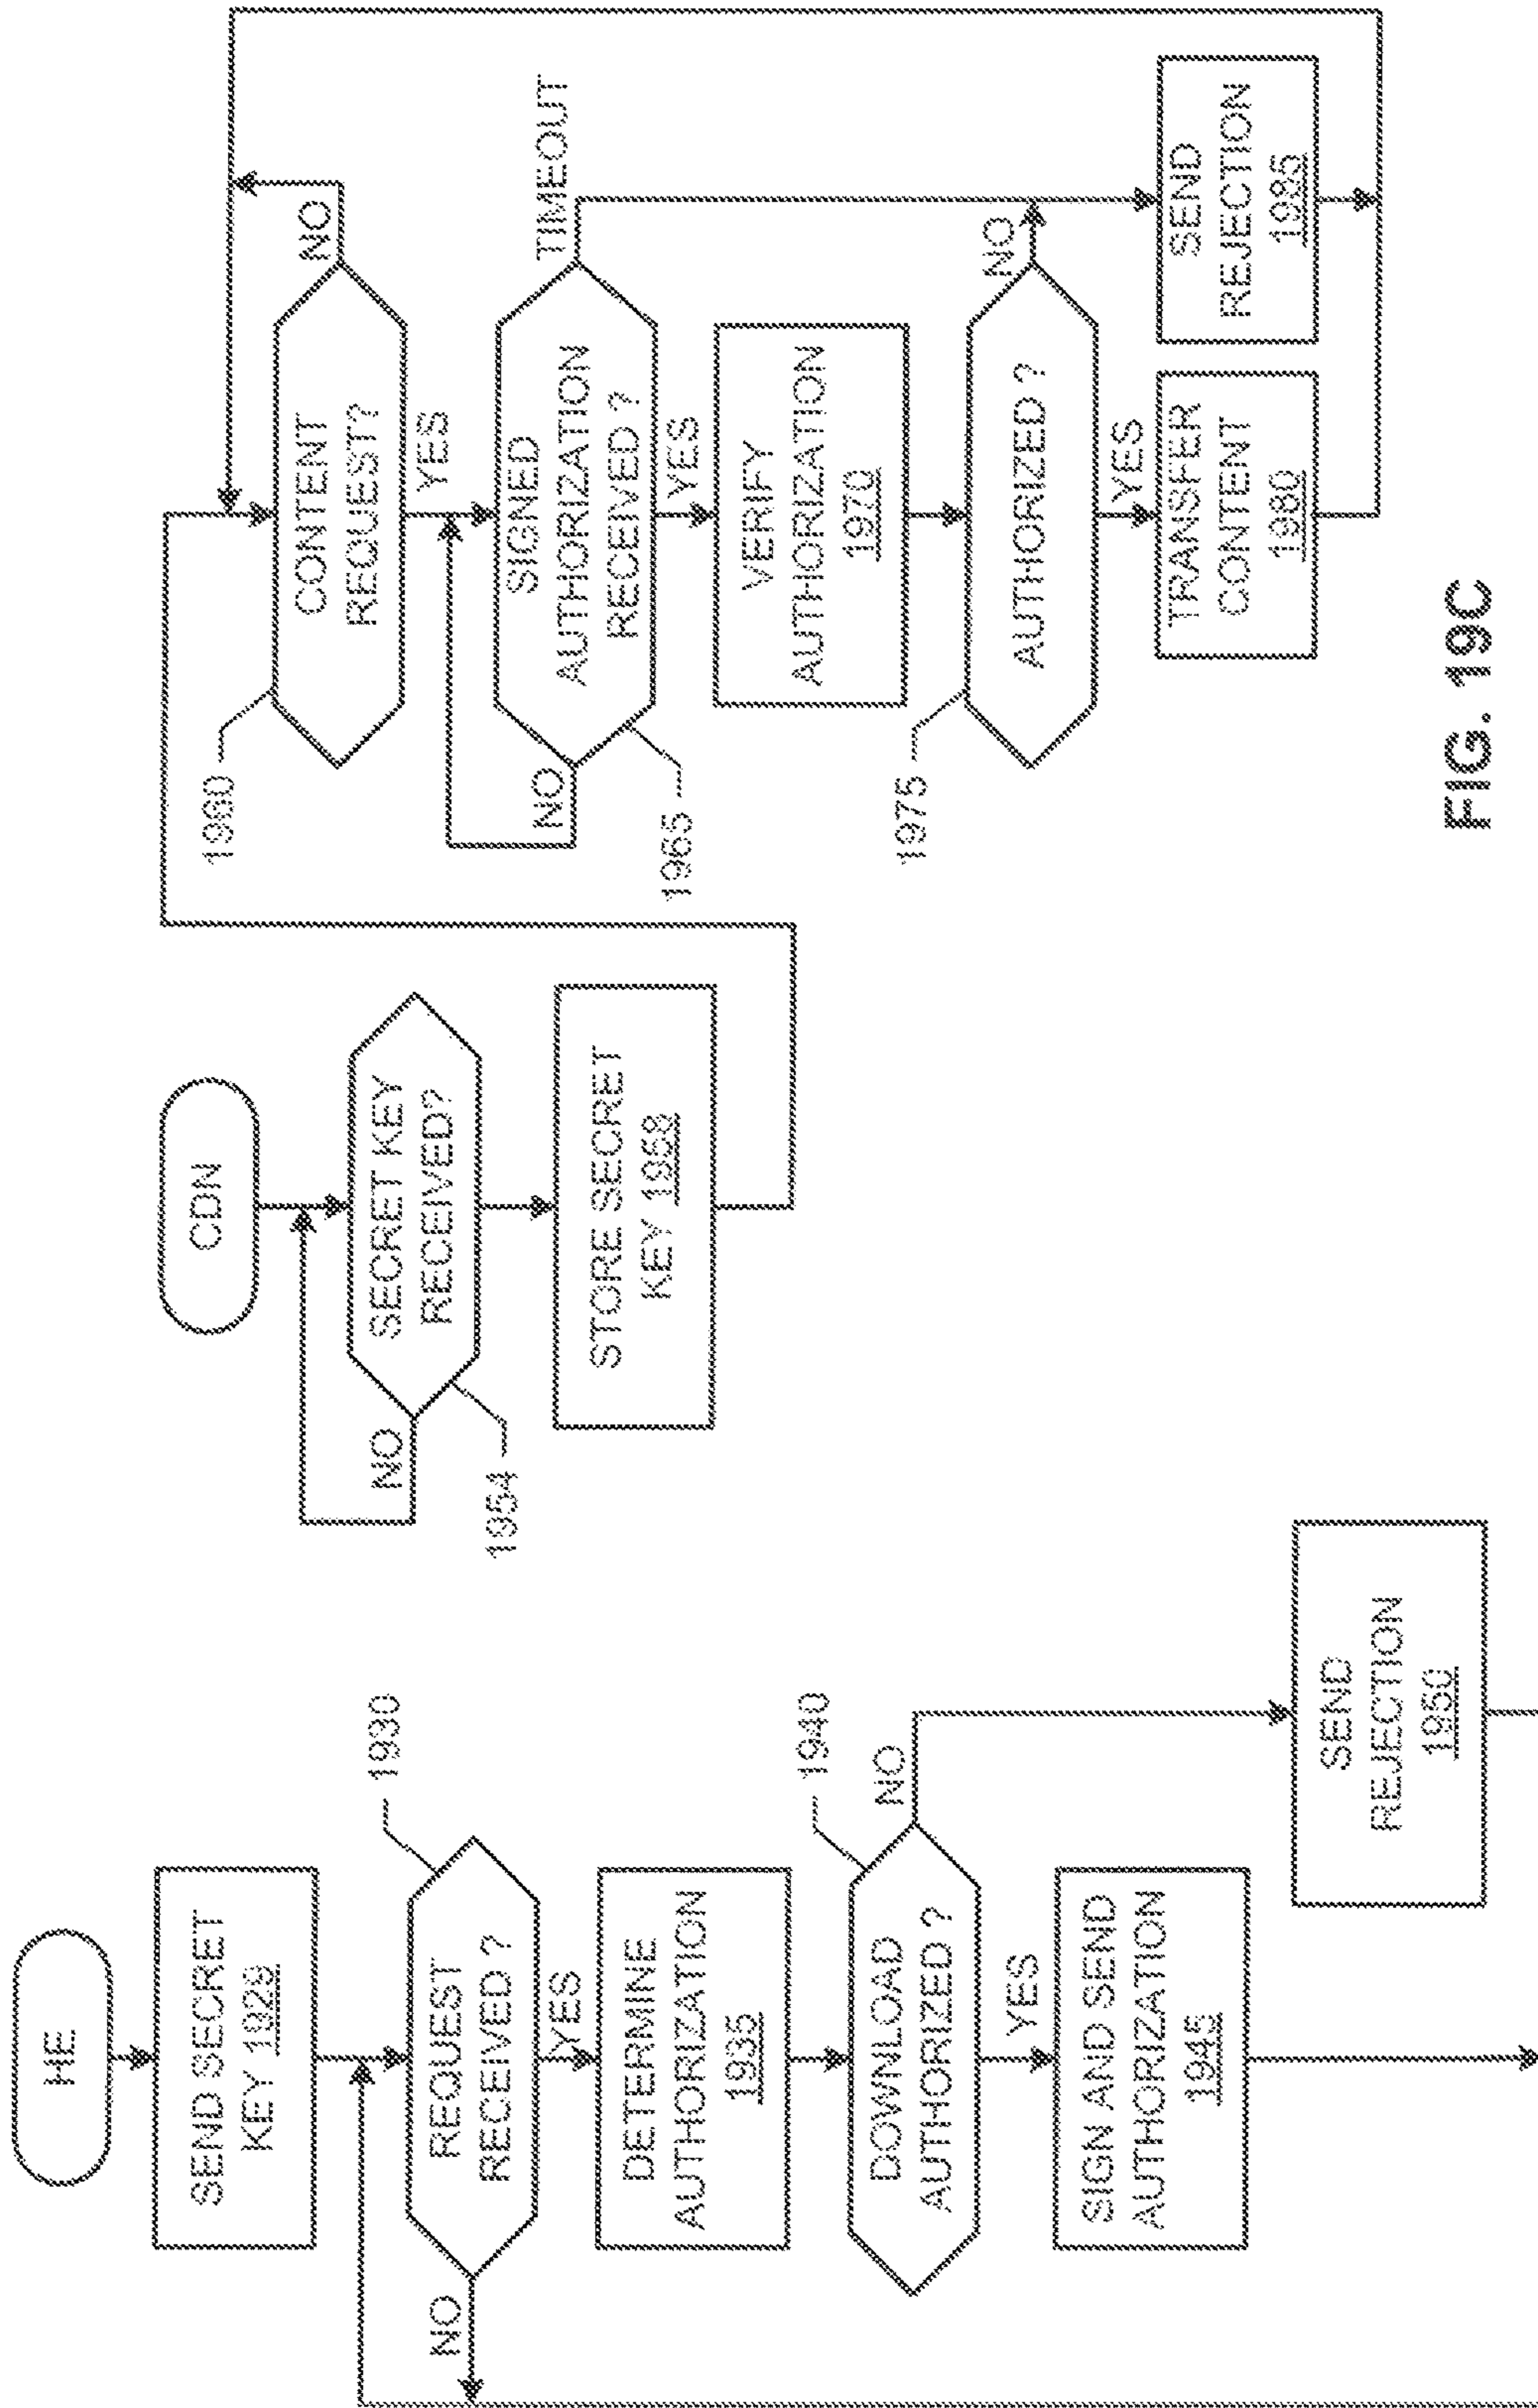 HE
SEND SECRET
KEY 1929
1930
REQUEST
RECEIVED ?
NO
YES
DETERMINE
AUTHORIZATION
1935
1940
DOWNLOAD
AUTHORIZED ?
NO
YES
SIGN AND SEND
AUTHORIZATION
1945
SEND
REJECTION
1950
CDN
SECRET KEY
RECEIVED?
NO
1954
STORE SECRET
KEY 1958
1960
CONTENT
REQUEST?
NO
YES
SIGNED
AUTHORIZATION
RECEIVED ?
TIMEOUT
NO
1965
YES
VERIFY
AUTHORIZATION
1970
1975
AUTHORIZED ?
NO
YES
TRANSFER
CONTENT
1980
SEND
REJECTION
1985
FIG. 19C